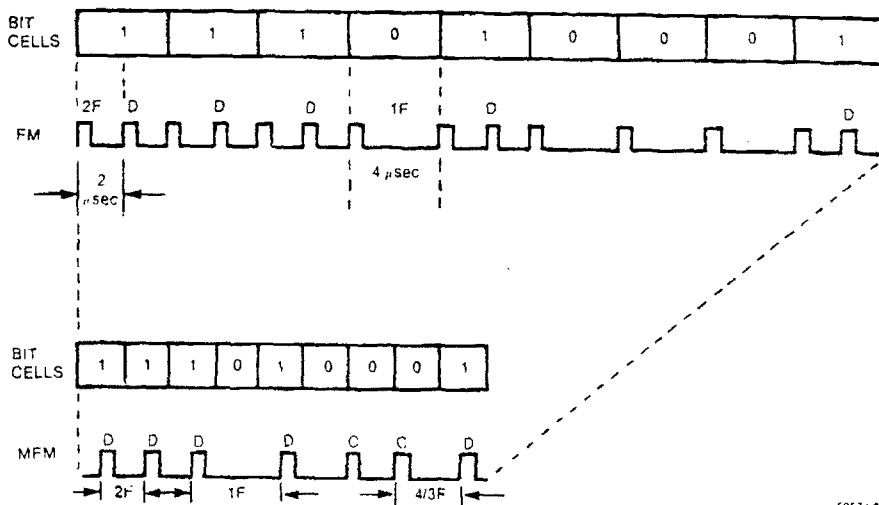 BIT CELLS
1 1 1 0 1 0 0 0 1
2F D D D 1F D D
FM
2 μsec
4 μsec
BIT CELLS
1 1 1 0 1 0 0 0 1
D D D D C C D
MFM
2F 1F 4/3F